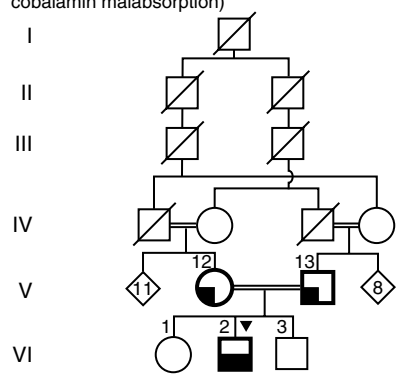 cobalamin malabsorption)
I
II
III
IV
12 13
V 11 8
1 2 3
VI